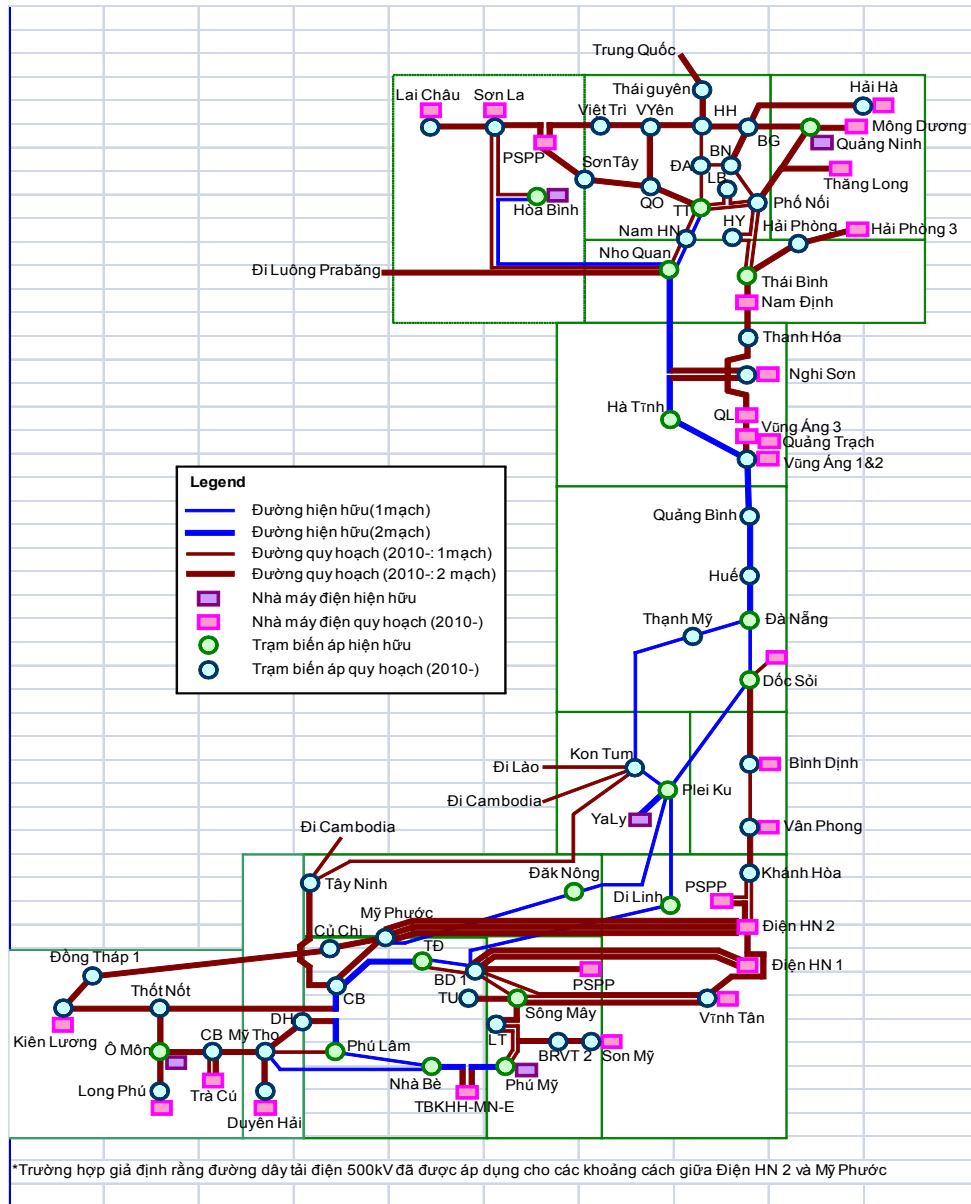 Trung Quốc
Thái guyên
Hải Hà
Lai Châu
Sơn La
Việt Trì
VYên
HH
Mông Dương
BG
Quảng Ninh
PSPP
BN
SơnTây
ĐA
LB
Thăng Long
QO
Hòa Bình
TT
Phố Nối
HY
Hải Phòng
Hải Phòng 3
Nam HN
Nho Quan
Đi Luông Prabăng
Thái Bình
Nam Định
Thanh Hóa
Nghi Sơn
Hà Tĩnh
QL
Vũng Áng 3
Quảng Trạch
Vũng Áng 1&2
Legend
Đường hiện hữu(1mạch)
Đường hiện hữu(2mạch)
Đường quy hoạch (2010-: 1mạch)
Đường quy hoạch (2010-: 2 mạch)
Nhà máy điện hiện hữu
Nhà máy điện quy hoạch (2010-)
Trạm biến áp hiện hữu
Trạm biến áp quy hoạch (2010-)
Quảng Bình
Huế
Thạnh Mỹ
Đà Nẵng
Dốc Sỏi
Kon Tum
Đi Lào
Bình Dịnh
Plei Ku
Đi Cambodia
YaLy
Vân Phong
Đi Cambodia
Đăk Nông
Khánh Hòa
Tây Ninh
Di Linh
PSPP
Mỹ Phước
Củ Chi
Điện HN 2
TĐ
Đồng Tháp 1
BD 1
Điện HN 1
PSPP
CB
TU
Thốt Nốt
Sông Mây
Vĩnh Tân
Kiên Lương
DH
CB
Mỹ Tho
LT
Ô Môn
Phú Lâm
BRVT 2
Son Mỹ
Nhà Bè
Phú Mỹ
Long Phú
Trà Cú
TBKHH-MN-E
Duyên Hải
*Trường hợp giả định rằng đường dây tải điện 500kV đã được áp dụng cho các khoảng cách giữa Điện HN 2 và Mỹ Phước